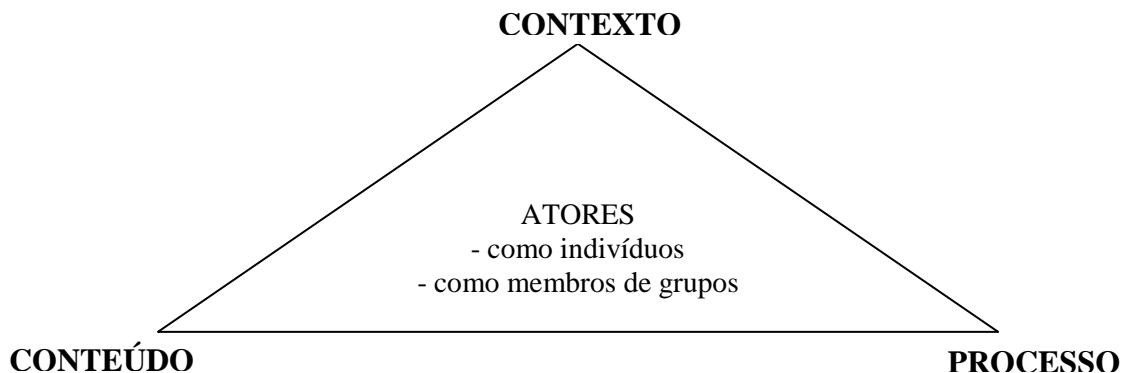 CONTEXTO
ATORES
- como indivíduos
- como membros de grupos
CONTEÚDO
PROCESSO